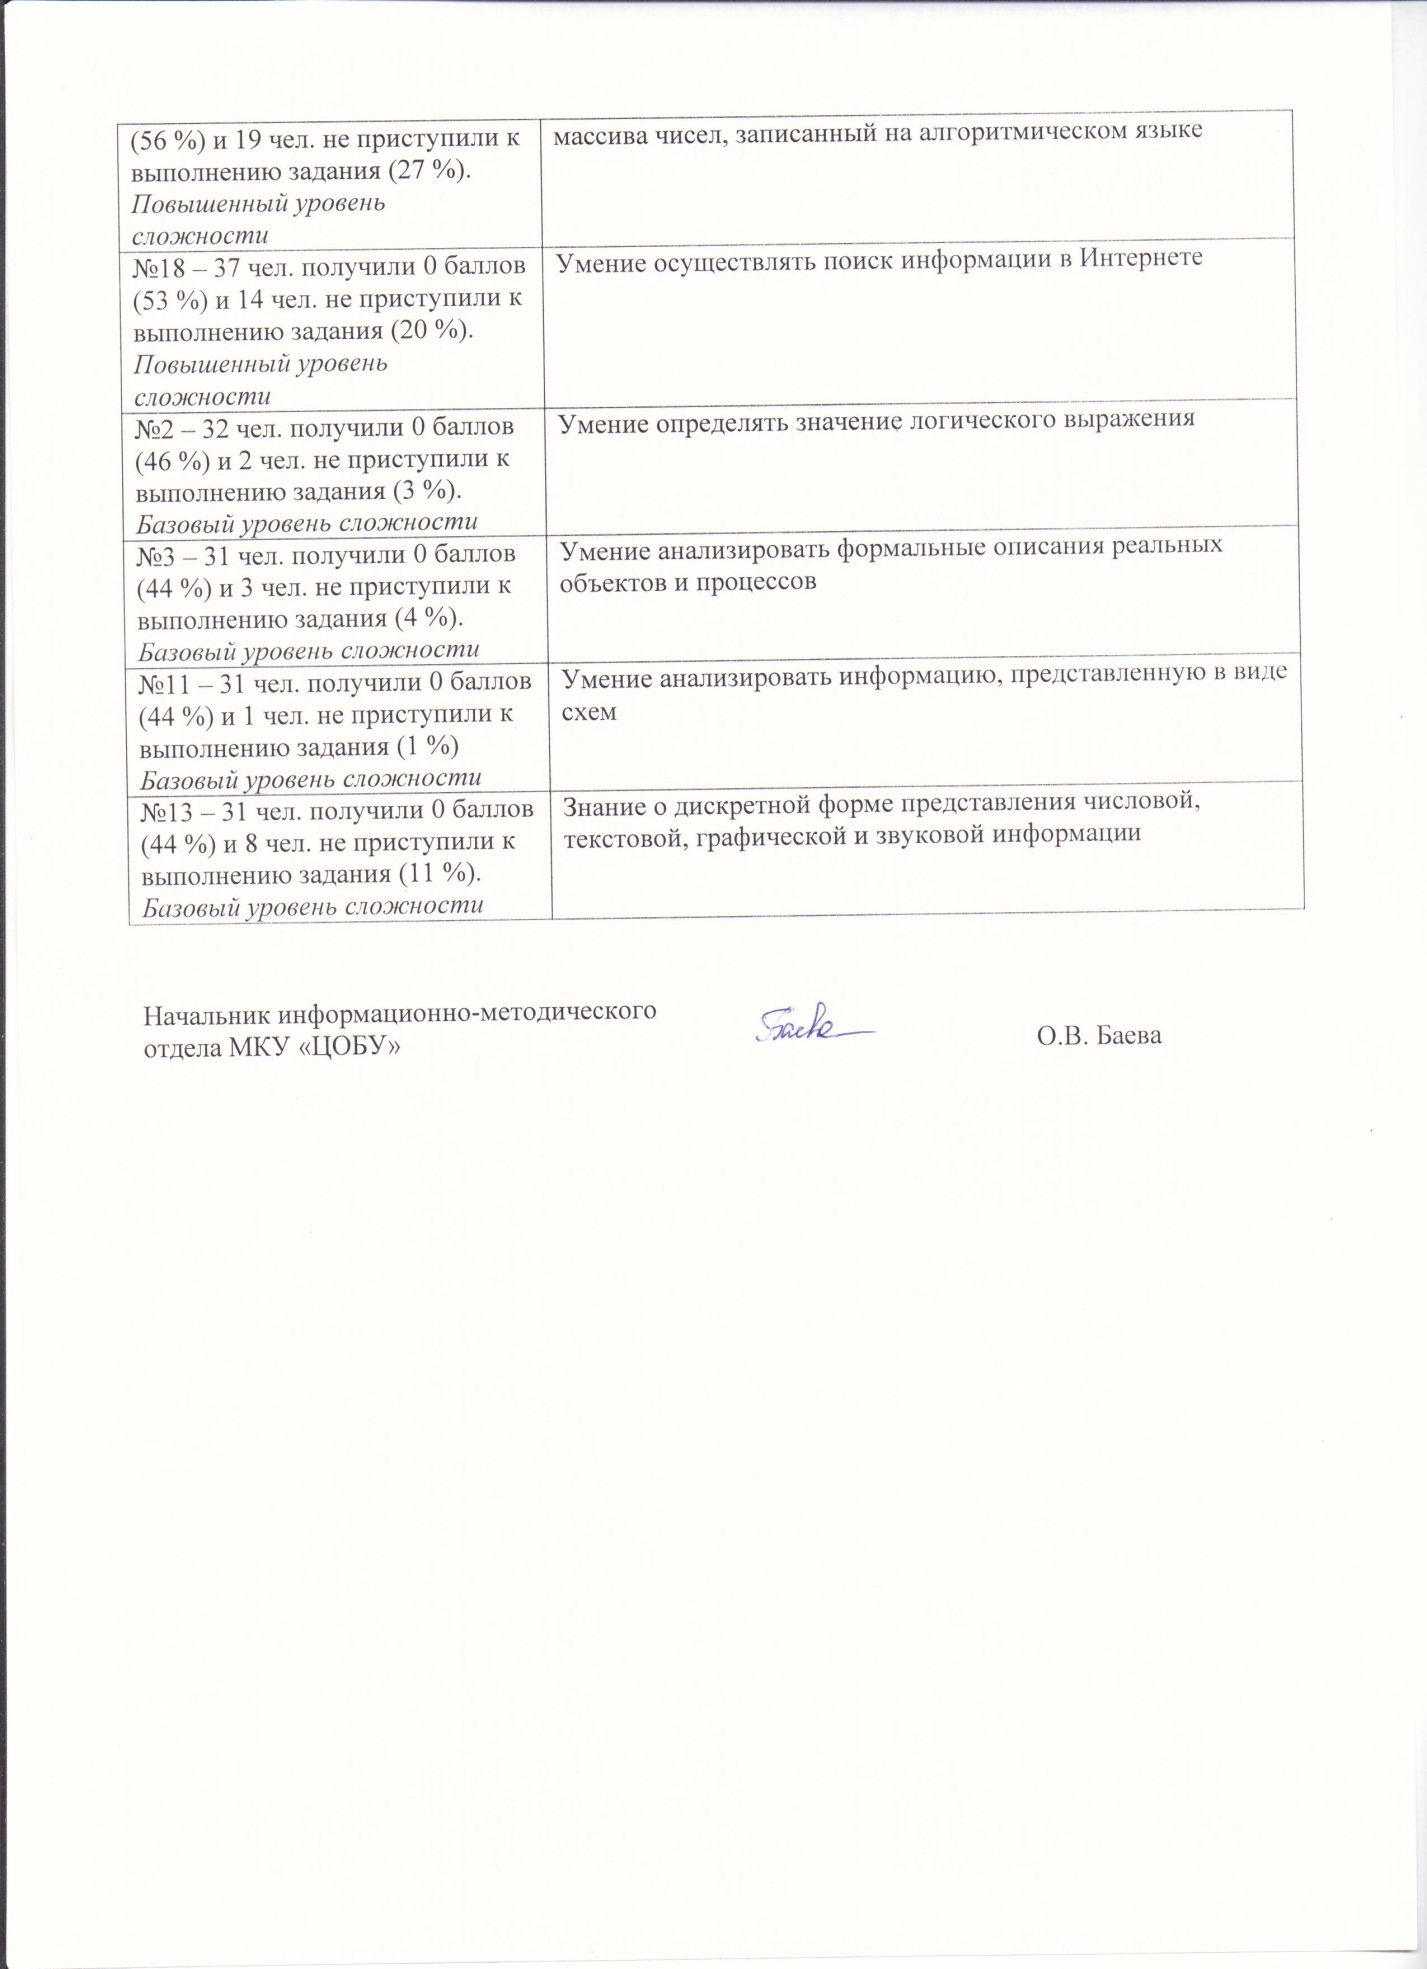 (56 %) и 19 чел. не приступили к
выполнению задания (27 %).
Повышенный уровень
сложности
массива чисел, записанный на алгоритмическом языке
№18 – 37 чел. получили 0 баллов
(53 %) и 14 чел. не приступили к
выполнению задания (20 %).
Повышенный уровень
сложности
Умение осуществлять поиск информации в Интернете
№2 – 32 чел. получили 0 баллов
(46 %) и 2 чел. не приступили к
выполнению задания (3 %).
Базовый уровень сложности
Умение определять значение логического выражения
№3 – 31 чел. получили 0 баллов
(44 %) и 3 чел. не приступили к
выполнению задания (4 %).
Базовый уровень сложности
Умение анализировать формальные описания реальных
объектов и процессов
№11 – 31 чел. получили 0 баллов
(44 %) и 1 чел. не приступили к
выполнению задания (1 %)
Базовый уровень сложности
Умение анализировать информацию, представленную в виде
схем
№13 – 31 чел. получили 0 баллов
(44 %) и 8 чел. не приступили к
выполнению задания (11 %).
Базовый уровень сложности
Знание о дискретной форме представления числовой,
текстовой, графической и звуковой информации
Начальник информационно-методического
отдела МКУ «ЦОБУ»
Баева
О.В. Баева